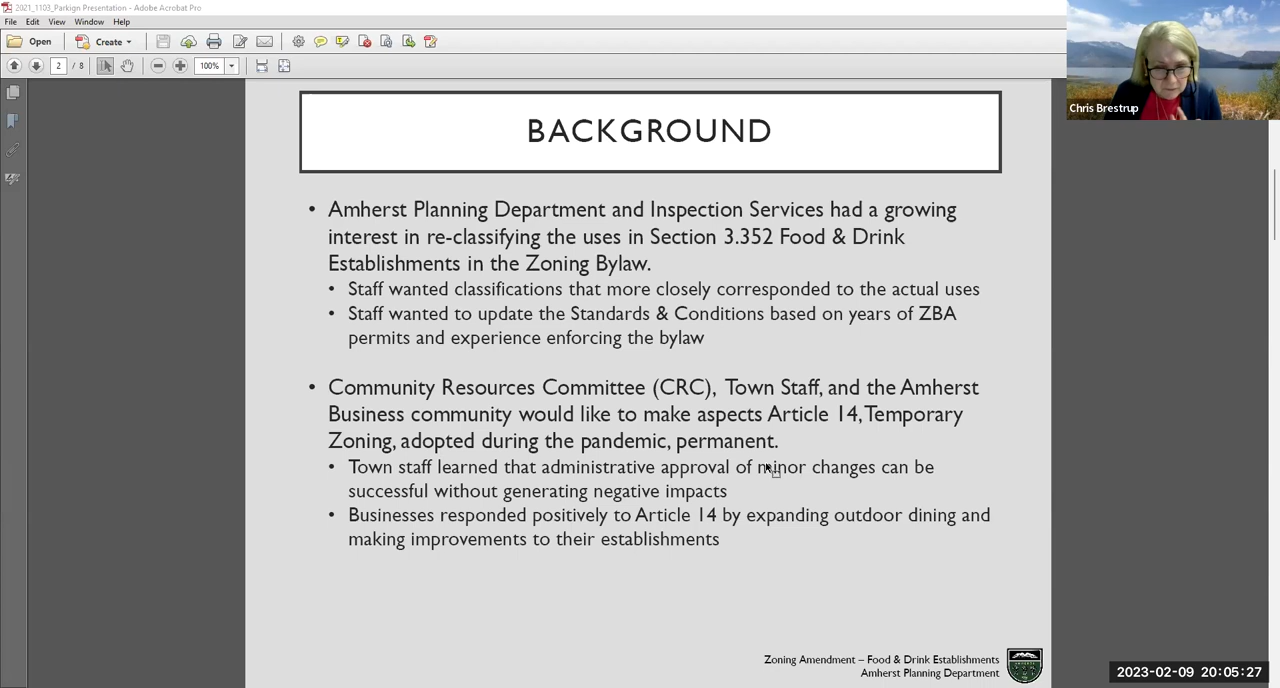 2021_1103_Parkign Presentation - Adobe Acrobat Pro
File Edit View Window Help
Open Create
2 / 8 100%
Chris Brestrup
BACKGROUND
• Amherst Planning Department and Inspection Services had a growing
interest in re-classifying the uses in Section 3.352 Food & Drink
Establishments in the Zoning Bylaw.
• Staff wanted classifications that more closely corresponded to the actual uses
• Staff wanted to update the Standards & Conditions based on years of ZBA
permits and experience enforcing the bylaw
• Community Resources Committee (CRC), Town Staff, and the Amherst
Business community would like to make aspects Article 14, Temporary
Zoning, adopted during the pandemic, permanent.
• Town staff learned that administrative approval of minor changes can be
successful without generating negative impacts
• Businesses responded positively to Article 14 by expanding outdoor dining and
making improvements to their establishments
Zoning Amendment – Food & Drink Establishments
Amherst Planning Department
2023-02-09 20:05:27